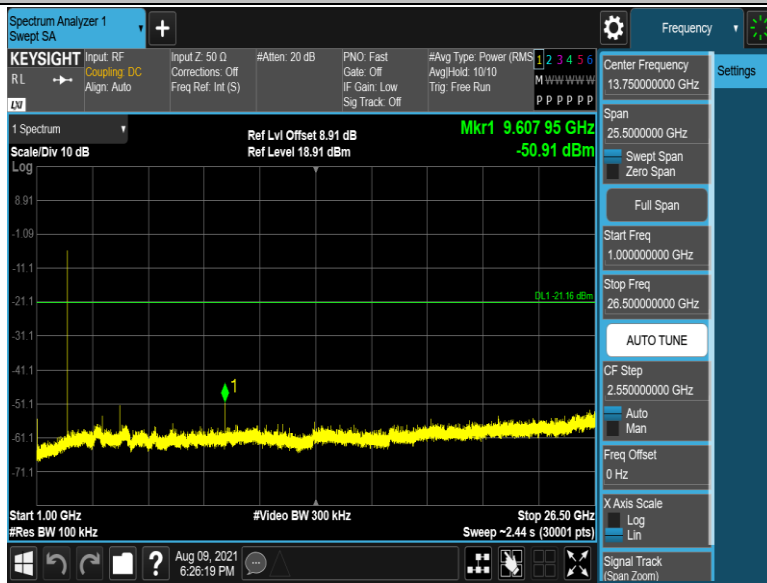 Spectrum Analyzer 1
Swept SA
Frequency
KEYSIGHT
RL
LXI
Input: RF
Coupling: DC
Align: Auto
Input Z: 50 Ω
Corrections: Off
Freq Ref: Int (S)
#Atten: 20 dB
PNO: Fast
Gate: Off
IF Gain: Low
Sig Track: Off
#Avg Type: Power (RMS
Avg|Hold: 10/10
Trig: Free Run
1 2 3 4 5 6
M W W W W W
P P P P P P
Center Frequency
13.750000000 GHz
Settings
Span
25.5000000 GHz
Swept Span
Zero Span
Full Span
Start Freq
1.000000000 GHz
Stop Freq
26.500000000 GHz
AUTO TUNE
CF Step
2.550000000 GHz
Auto
Man
Freq Offset
0 Hz
X Axis Scale
Log
Lin
Signal Track
(Span Zoom)
1 Spectrum
Scale/Div 10 dB
Log
Ref Lvl Offset 8.91 dB
Ref Level 18.91 dBm
Mkr1 9.607 95 GHz
-50.91 dBm
8.91
-1.09
-11.1
-21.1
-31.1
-41.1
-51.1
-61.1
-71.1
DL1 -21.16 dBm
1
Start 1.00 GHz
#Res BW 100 kHz
#Video BW 300 kHz
Stop 26.50 GHz
Sweep ~2.44 s (30001 pts)
?
Aug 09, 2021
6:26:19 PM